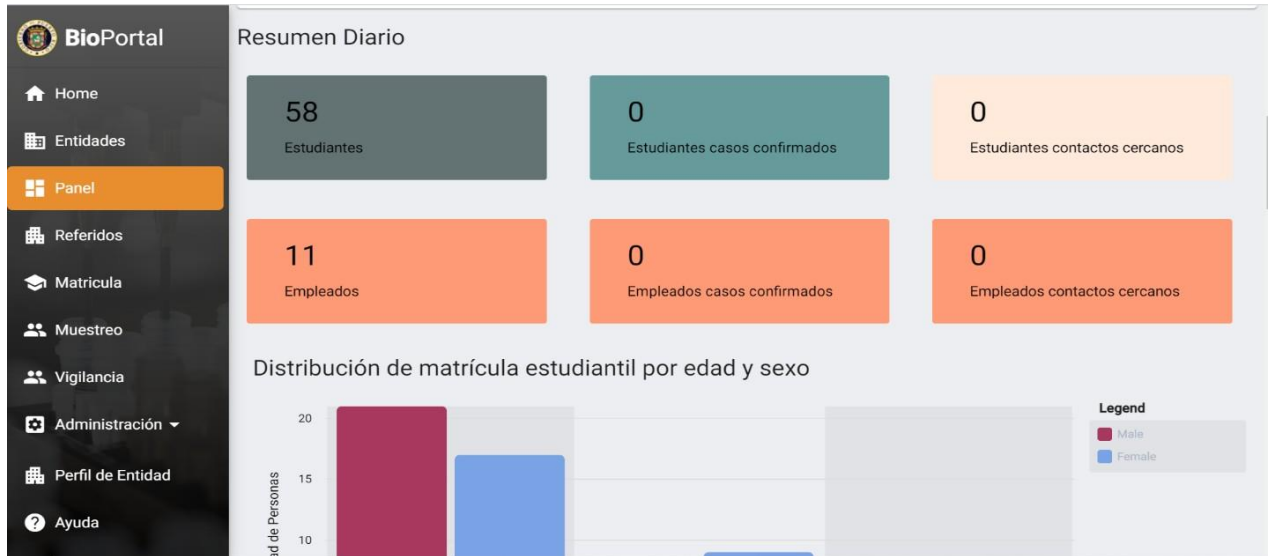 BioPortal
Home
Entidades
Panel
Referidos
Matricula
Muestreo
Vigilancia
Administración
Perfil de Entidad
Ayuda
Resumen Diario
58
Estudiantes
0
Estudiantes casos confirmados
0
Estudiantes contactos cercanos
11
Empleados
0
Empleados casos confirmados
0
Empleados contactos cercanos
Distribución de matrícula estudiantil por edad y sexo
20
15
10
de Personas
Legend
Male
Female